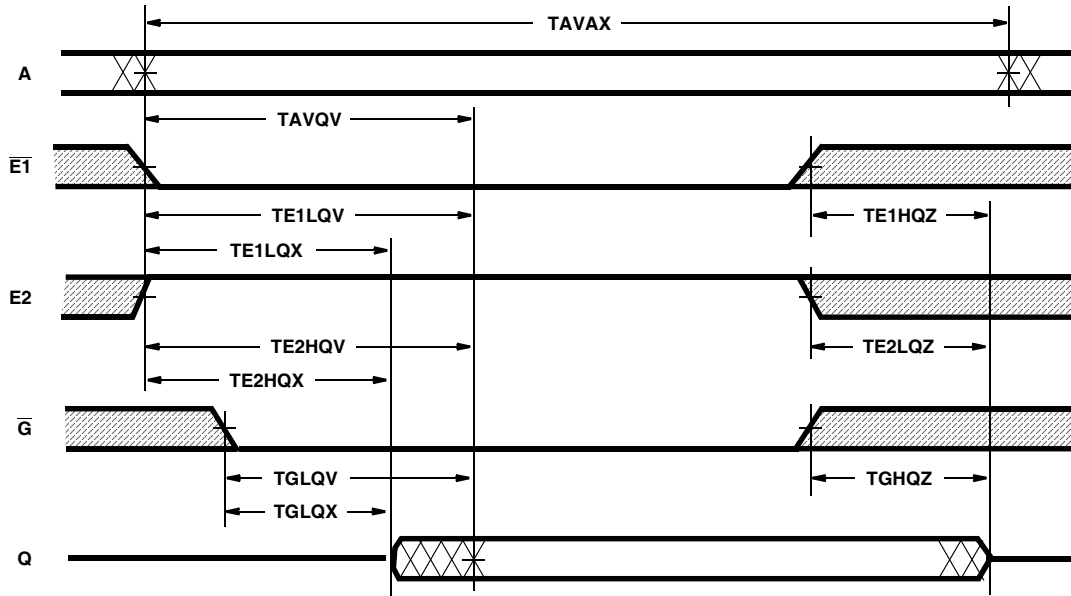 TAVAX
A
TAVQV
E1
TE1LQV
TE1HQZ
TE1LQX
E2
TE2HQV
TE2LQZ
TE2HQX
G
TGLQV
TGHQZ
TGLQX
Q